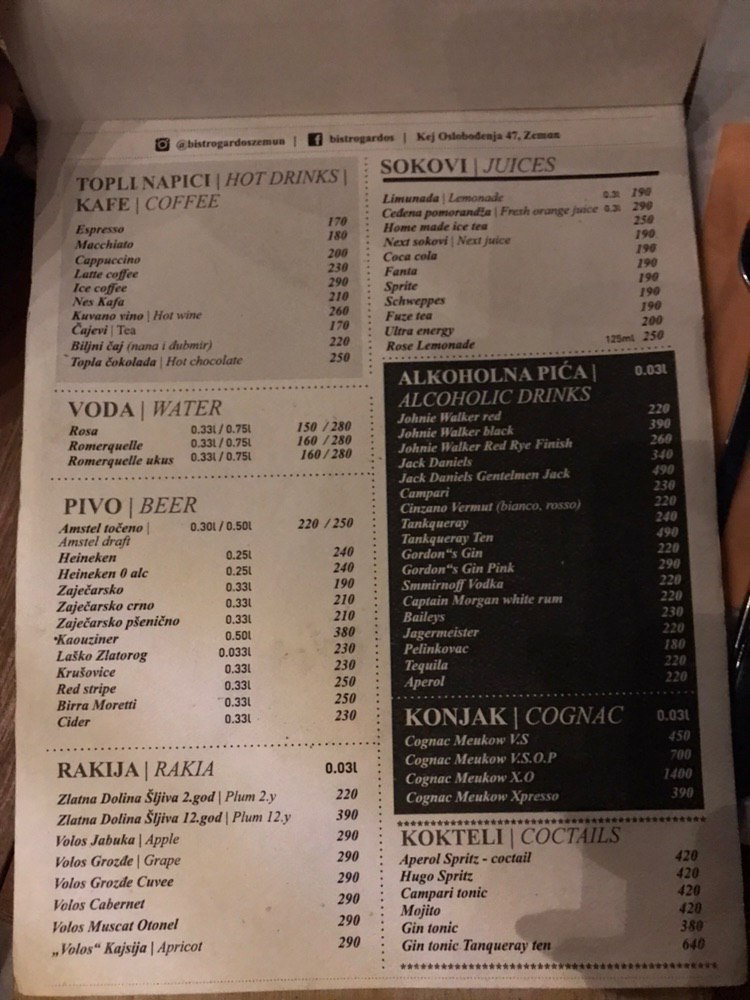 @bistrogardoszemun | bistrogardos | Kej Oslobođenja 47, Zemun
TOPLI NAPICI | HOT DRINKS |
KAFE | COFFEE
Espresso 170
Macchiato 180
Cappuccino 200
Latte coffee 230
Ice coffee 290
Nes Kafa 210
Kuvano vino | Hot wine 260
Čajevi | Tea 170
Biljni čaj (nana i đubmir) 220
Topla čokolada | Hot chocolate 250
VODA | WATER
Rosa 0.33l / 0.75l 150 / 280
Romerquelle 0.33l / 0.75l 160 / 280
Romerquelle ukus 0.33l / 0.75l 160 / 280
PIVO | BEER
Amstel točeno | 0.30l / 0.50l 220 / 250
Amstel draft
Heineken 0.25l 240
Heineken 0 alc 0.25l 240
Zaječarsko 0.33l 190
Zaječarsko crno 0.33l 210
Zaječarsko pšenično 0.33l 210
Kaouziner 0.50l 380
Laško Zlatorog 0.033l 230
Krušovice 0.33l 230
Red stripe 0.33l 250
Birra Moretti 0.33l 250
Cider 0.33l 230
RAKIJA | RAKIA 0.03l
Zlatna Dolina Šljiva 2.god | Plum 2.y 220
Zlatna Dolina Šljiva 12.god | Plum 12.y 390
Volos Jabuka | Apple 290
Volos Grožđe | Grape 290
Volos Grozđe Cuvee 290
Volos Cabernet 290
Volos Muscat Otonel 290
„Volos“ Kajsija | Apricot 290
SOKOVI | JUICES
Limunada | Lemonade 0.3l 190
Ceđena pomorandža | Fresh orange juice 0.3l 290
Home made ice tea 250
Next sokovi | Next juice 190
Coca cola 190
Fanta 190
Sprite 190
Schweppes 190
Fuze tea 190
Ultra energy 200
Rose Lemonade 125ml 250
ALKOHOLNA PIĆA | 0.03l
ALCOHOLIC DRINKS
Johnie Walker red 220
Johnie Walker black 390
Johnie Walker Red Rye Finish 260
Jack Daniels 340
Jack Daniels Gentelmen Jack 490
Campari 230
Cinzano Vermut (bianco, rosso) 220
Tankqueray 240
Tankqueray Ten 490
Gordon“s Gin 220
Gordon“s Gin Pink 290
Smmirnoff Vodka 220
Captain Morgan white rum 220
Baileys 230
Jagermeister 220
Pelinkovac 180
Tequila 220
Aperol 220
KONJAK | COGNAC 0.03l
Cognac Meukow V.S 450
Cognac Meukow V.S.O.P 700
Cognac Meukow X.O 1400
Cognac Meukow Xpresso 390
KOKTELI | COCTAILS
Aperol Spritz - coctail 420
Hugo Spritz 420
Campari tonic 420
Mojito 420
Gin tonic 380
Gin tonic Tanqueray ten 640